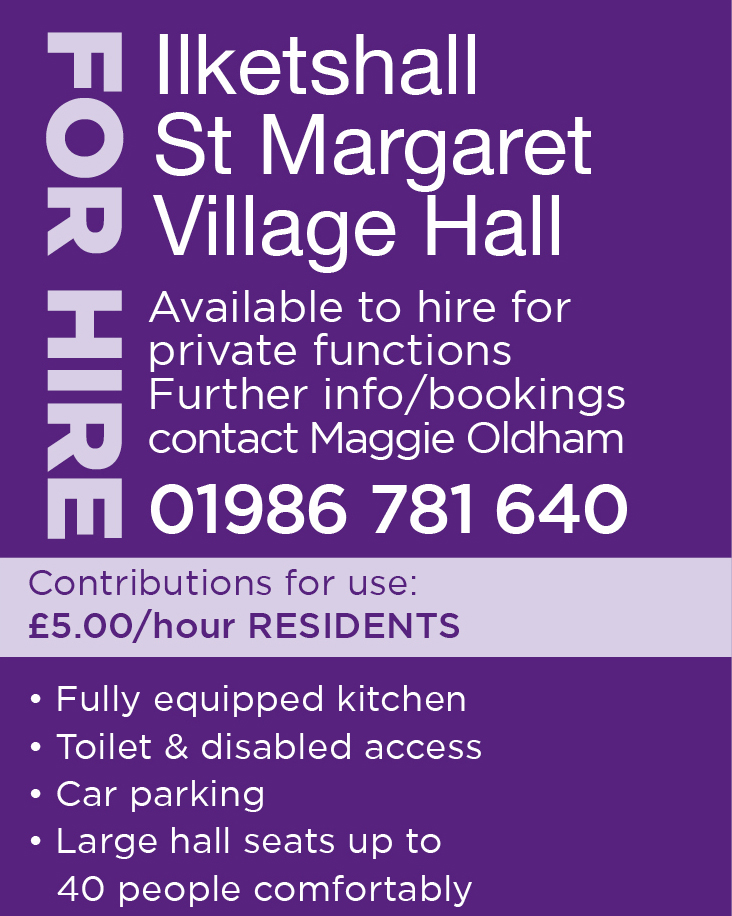 FOR HIRE
Ilketshall
St Margaret
Village Hall
Available to hire for
private functions
Further info/bookings
contact Maggie Oldham
01986 781 640
Contributions for use:
£5.00/hour RESIDENTS
• Fully equipped kitchen
• Toilet & disabled access
• Car parking
• Large hall seats up to
40 people comfortably